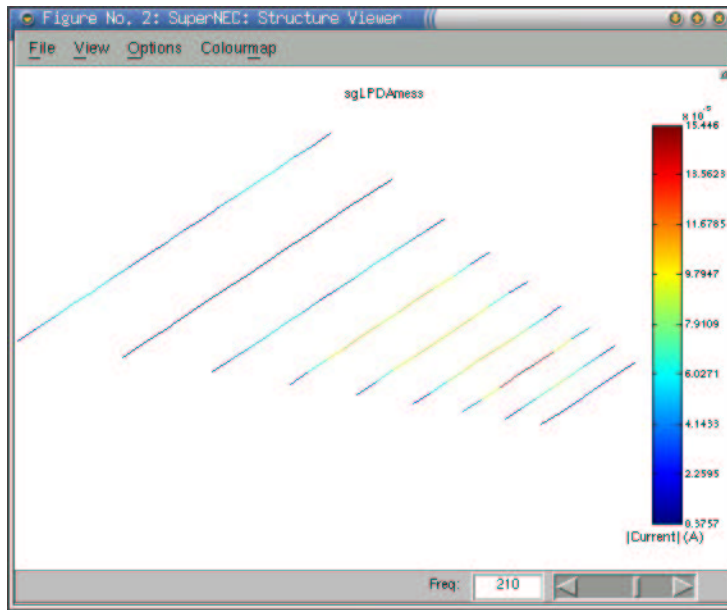 Figure No. 2: SuperNEC: Structure Viewer
File View Options Colourmap
sgLPDAmess
x 10⁻⁵
15.446
13.5623
11.6785
9.7947
7.9109
6.0271
4.1433
2.2595
0.3757
|Current| (A)
Freq: 210